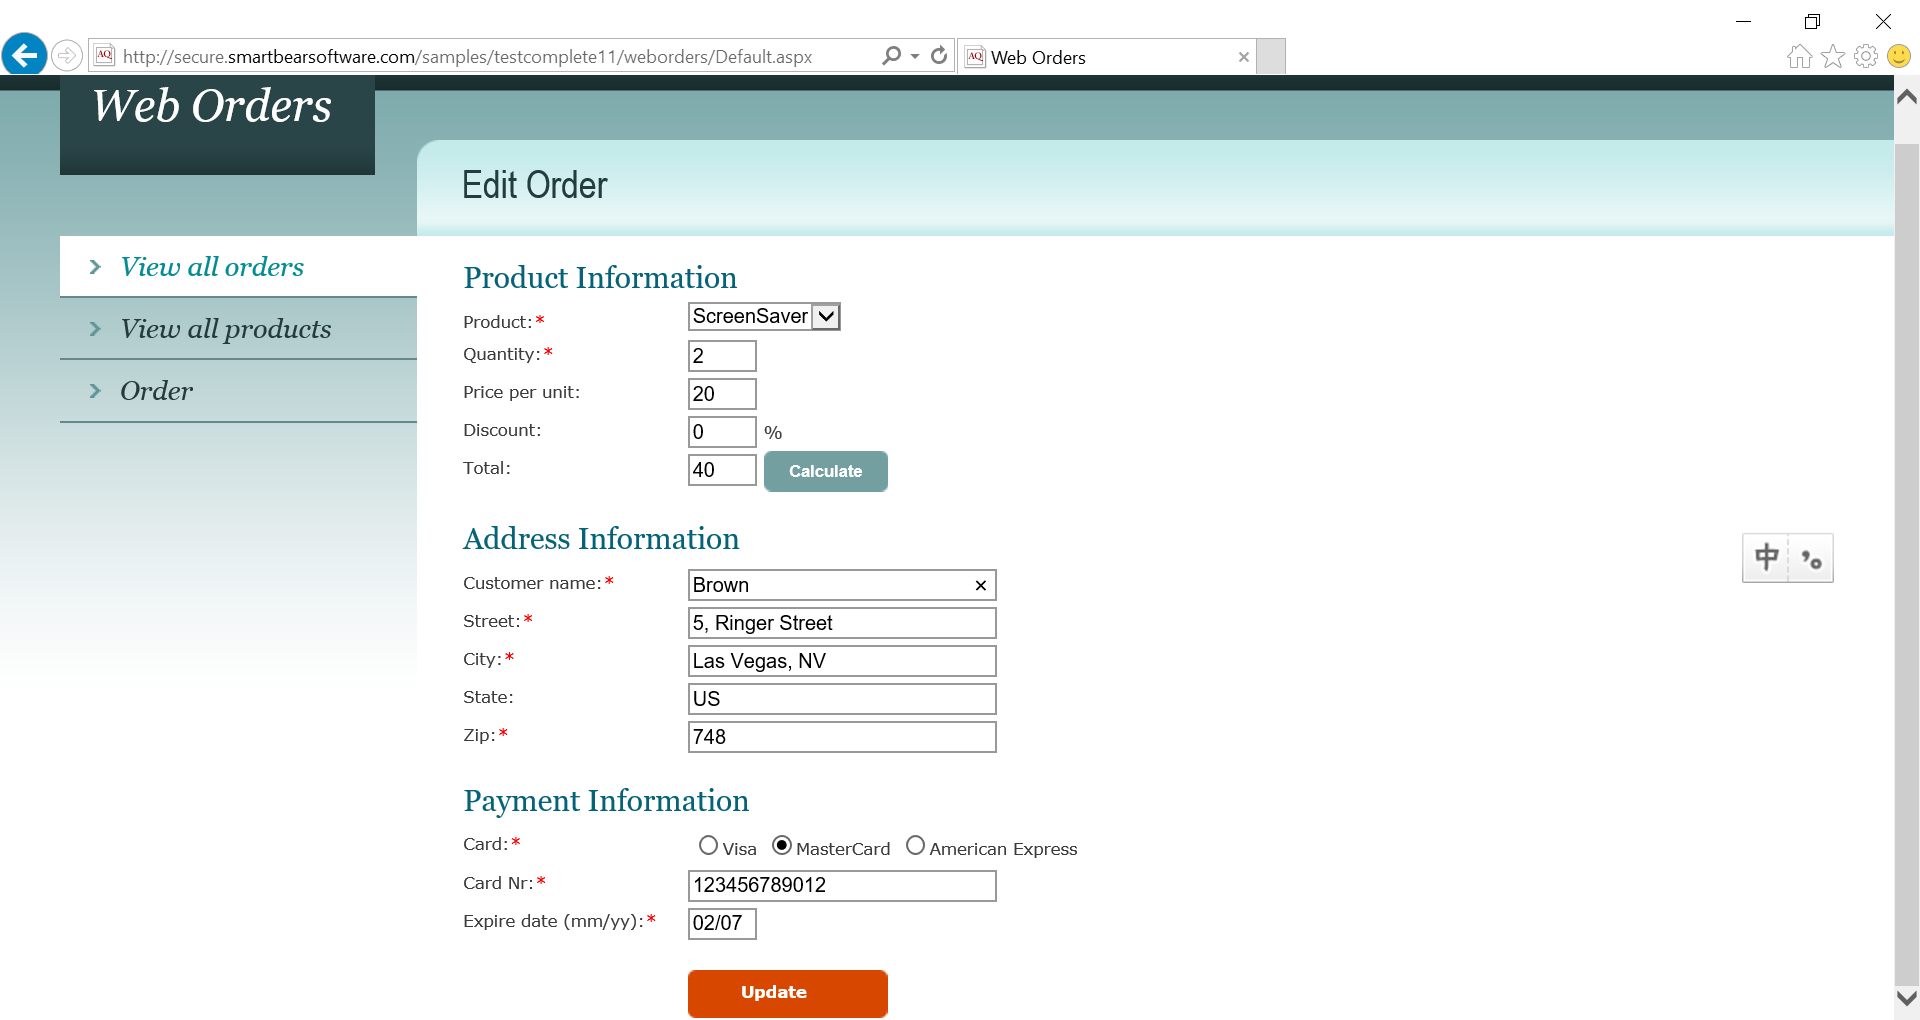 http://secure.smartbearsoftware.com/samples/testcomplete11/weborders/Default.aspx
AQ Web Orders
Web Orders
Edit Order
View all orders
View all products
Order
Product Information
Product:* ScreenSaver
Quantity:* 2
Price per unit: 20
Discount: 0 %
Total: 40 Calculate
Address Information
Customer name:* Brown ×
Street:* 5, Ringer Street
City:* Las Vegas, NV
State: US
Zip:* 748
中 ’。
Payment Information
Card:* Visa MasterCard American Express
Card Nr:* 123456789012
Expire date (mm/yy):* 02/07
Update